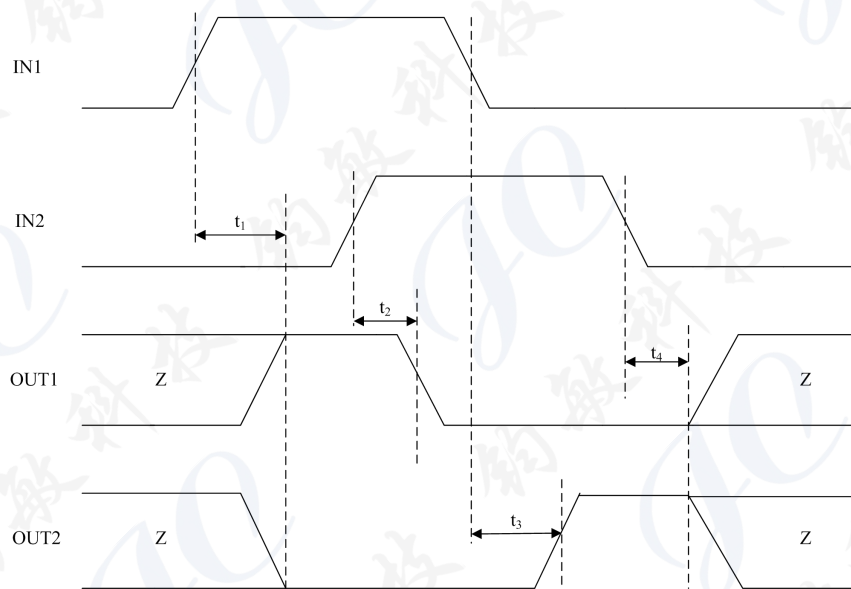 IN1
t₁
IN2
t₂
OUT1 Z t₄ Z
OUT2 Z t₃ Z